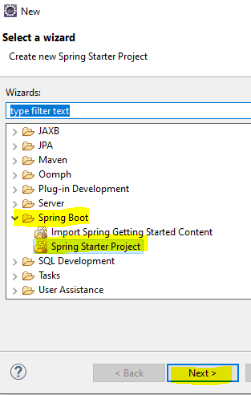 New
Select a wizard
Create new Spring Starter Project
Wizards:
type filter text
JAXB
JPA
Maven
Oomph
Plug-in Development
Server
Spring Boot
Import Spring Getting Started Content
Spring Starter Project
SQL Development
Tasks
User Assistance
?
< Back
Next >